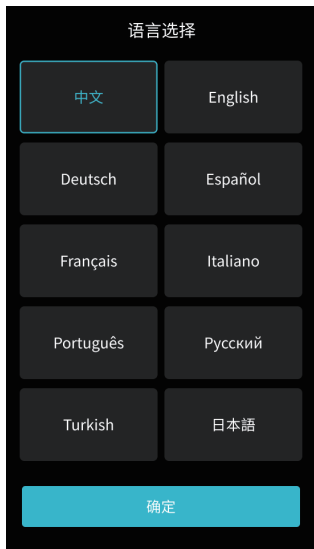 语言选择
中文
English
Deutsch
Español
Français
Italiano
Português
Русский
Turkish
日本語
确定